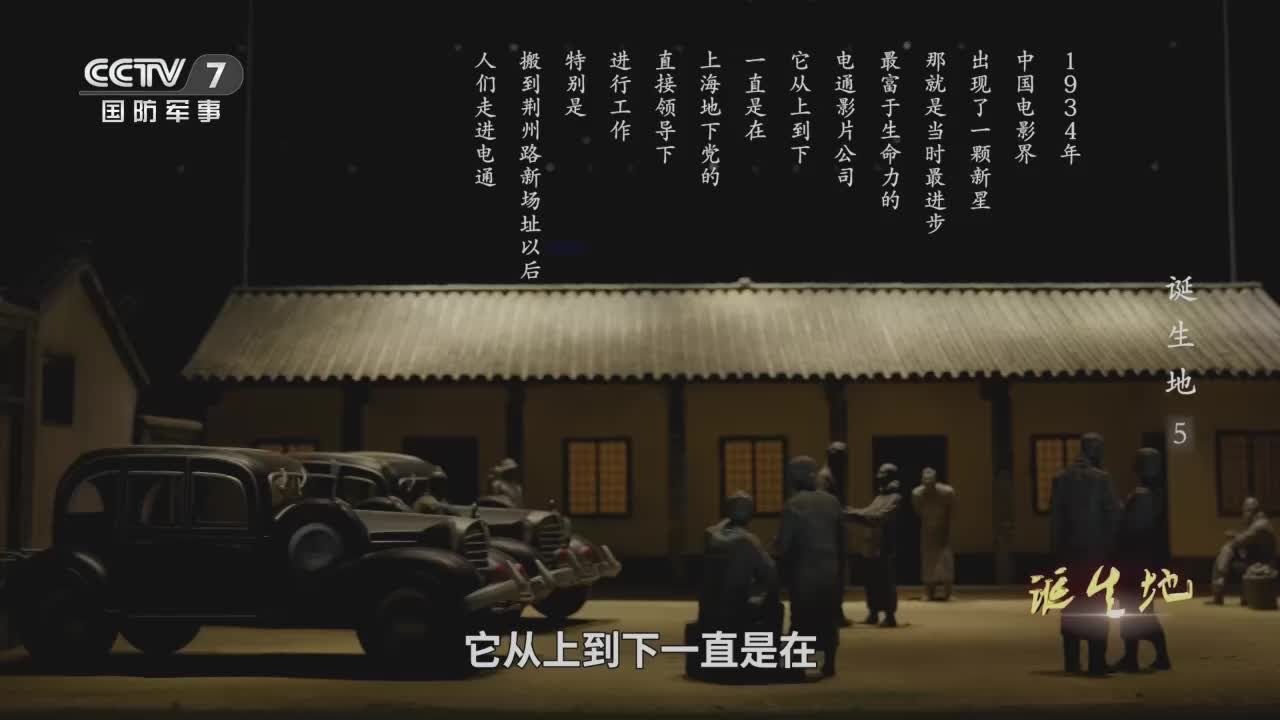 CCTV 7
国防军事
1934年
中国电影界
出现了一颗新星
那就是当时最进步
最富于生命力的
电通影片公司
它从上到下
一直是在
上海地下党的
直接领导下
进行工作
特别是
搬到荆州路新场址以后
人们走进电通
诞生地 5
诞生地
它从上到下一直是在